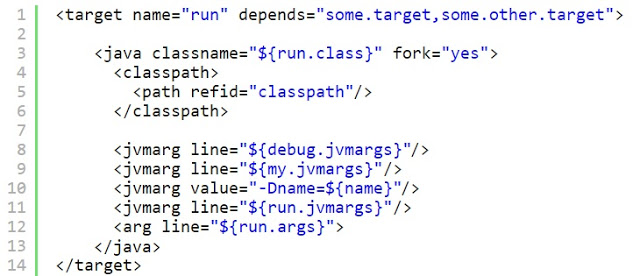 1 <target name="run" depends="some.target,some.other.target">
2
3 <java classname="${run.class}" fork="yes">
4 <classpath>
5 <path refid="classpath"/>
6 </classpath>
7
8 <jvmarg line="${debug.jvmargs}"/>
9 <jvmarg line="${my.jvmargs}"/>
10 <jvmarg value="-Dname=${name}"/>
11 <jvmarg line="${run.jvmargs}"/>
12 <arg line="${run.args}">
13 </java>
14 </target>